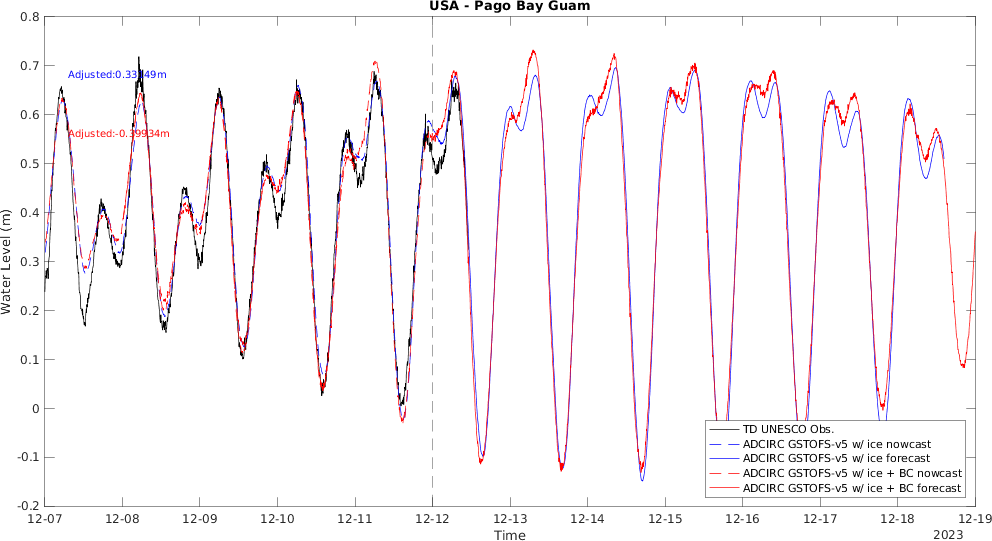 USA - Pago Bay Guam
0.8
0.7
0.6
0.5
0.4
0.3
0.2
0.1
0
-0.1
-0.2
Water Level (m)
Adjusted:-0.39934m
12-07
12-08
12-09
12-10
12-11
12-12
12-13
12-14
12-15
12-16
12-17
12-18
12-19
Time
2023
TD UNESCO Obs.
ADCIRC GSTOFS-v5 w/ ice nowcast
ADCIRC GSTOFS-v5 w/ ice forecast
ADCIRC GSTOFS-v5 w/ ice + BC nowcast
ADCIRC GSTOFS-v5 w/ ice + BC forecast